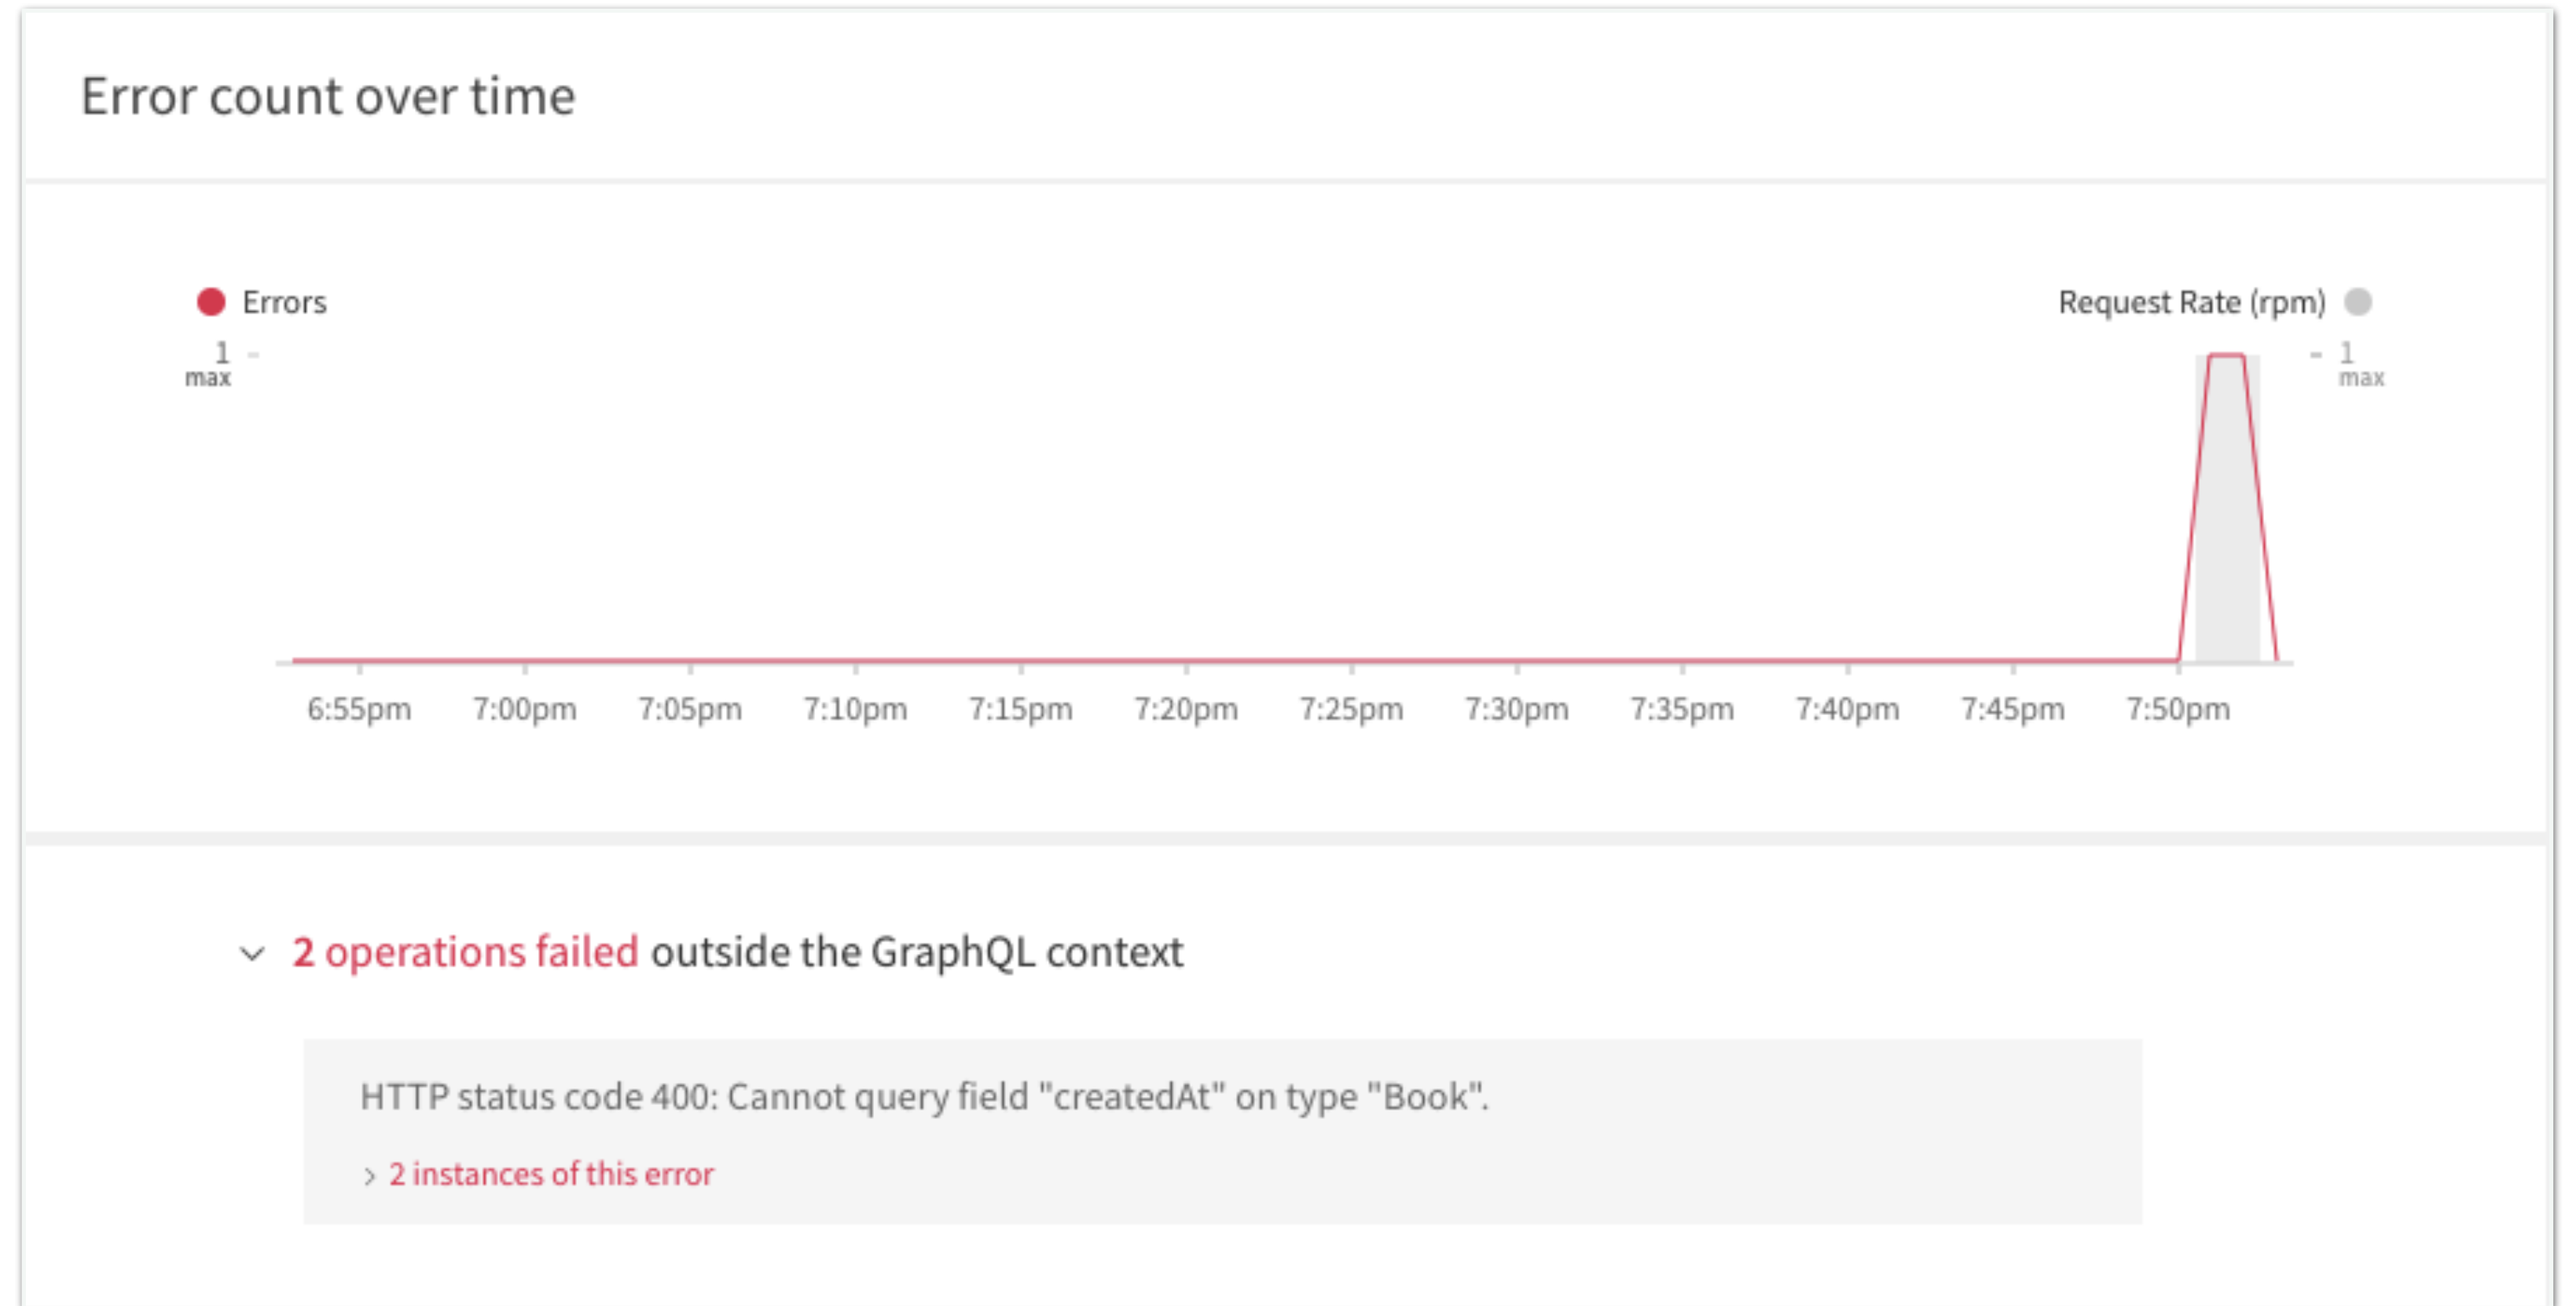 Error count over time
Errors
Request Rate (rpm)
1
max
1
max
6:55pm 7:00pm 7:05pm 7:10pm 7:15pm 7:20pm 7:25pm 7:30pm 7:35pm 7:40pm 7:45pm 7:50pm
2 operations failed outside the GraphQL context
HTTP status code 400: Cannot query field "createdAt" on type "Book".
2 instances of this error